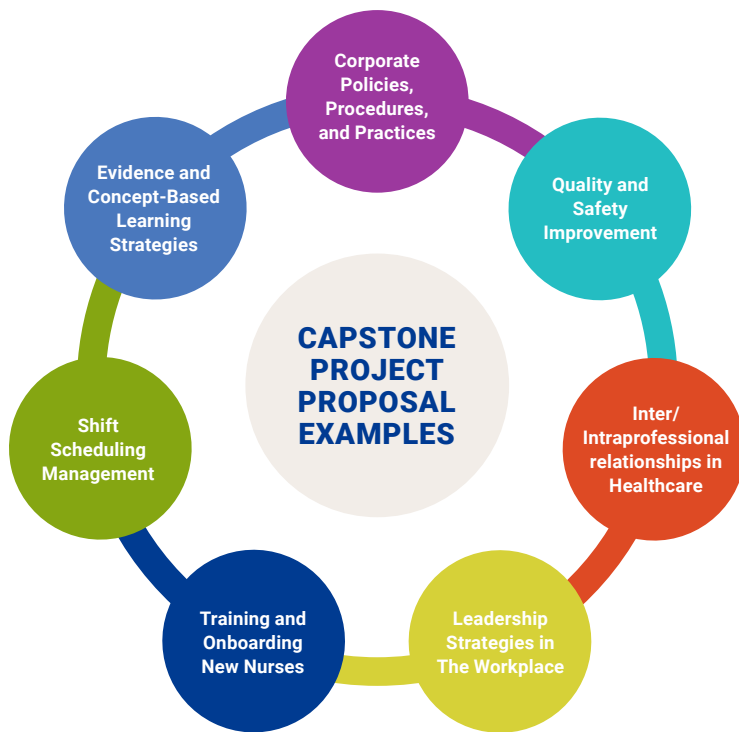 CAPSTONE
PROJECT
PROPOSAL
EXAMPLES
Corporate
Policies,
Procedures,
and Practices
Quality and
Safety
Improvement
Inter/
Intraprofessional
relationships in
Healthcare
Leadership
Strategies in
The Workplace
Training and
Onboarding
New Nurses
Shift
Scheduling
Management
Evidence and
Concept-Based
Learning
Strategies